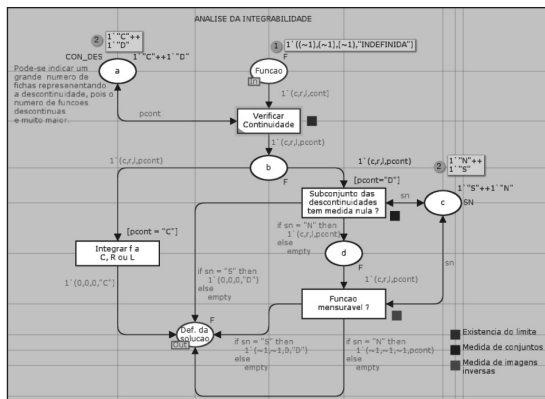 ANALISE DA INTEGRABILIDADE
2
1`"C"++
1`"D"
CON_DES
1`"C"++1`"D"
a
Pode-se indicar um
grande numero de
fichas representando
a descontinuidade, pois o
numero de funcoes
descontinuas
e muito maior.
1
1`((~1),(~1),(~1),"INDEFINIDA")
F
Funcao
In
1`(c,r,l,cont)
pcont
Verificar
Continuidade
1`(c,r,l,pcont)
1`(c,r,l,pcont)
b
F
1`(c,r,l,pcont)
2
1`"N"++
1`"S"
[pcont="D"]
sn
1`"S"++1`"N"
Subconjunto das
descontinuidades
tem medida nula ?
c
SN
[pcont = "C"]
Integrar f a
C, R ou L
if sn = "N" then
1`(c,r,l,pcont)
else
empty
d
F
sn
1`(c,r,l,pcont)
if sn = "S" then
1`(0,0,0,"D")
else
empty
1`(0,0,0,"C")
Funcao
mensuravel ?
F
Def. da
solucao
Out
if sn = "S" then
1`(~1,~1,0,"D")
else
empty
if sn = "N" then
1`(~1,~1,~1,pcont)
else
empty
Existencia do limite
Medida de conjuntos
Medida de imagens
inversas